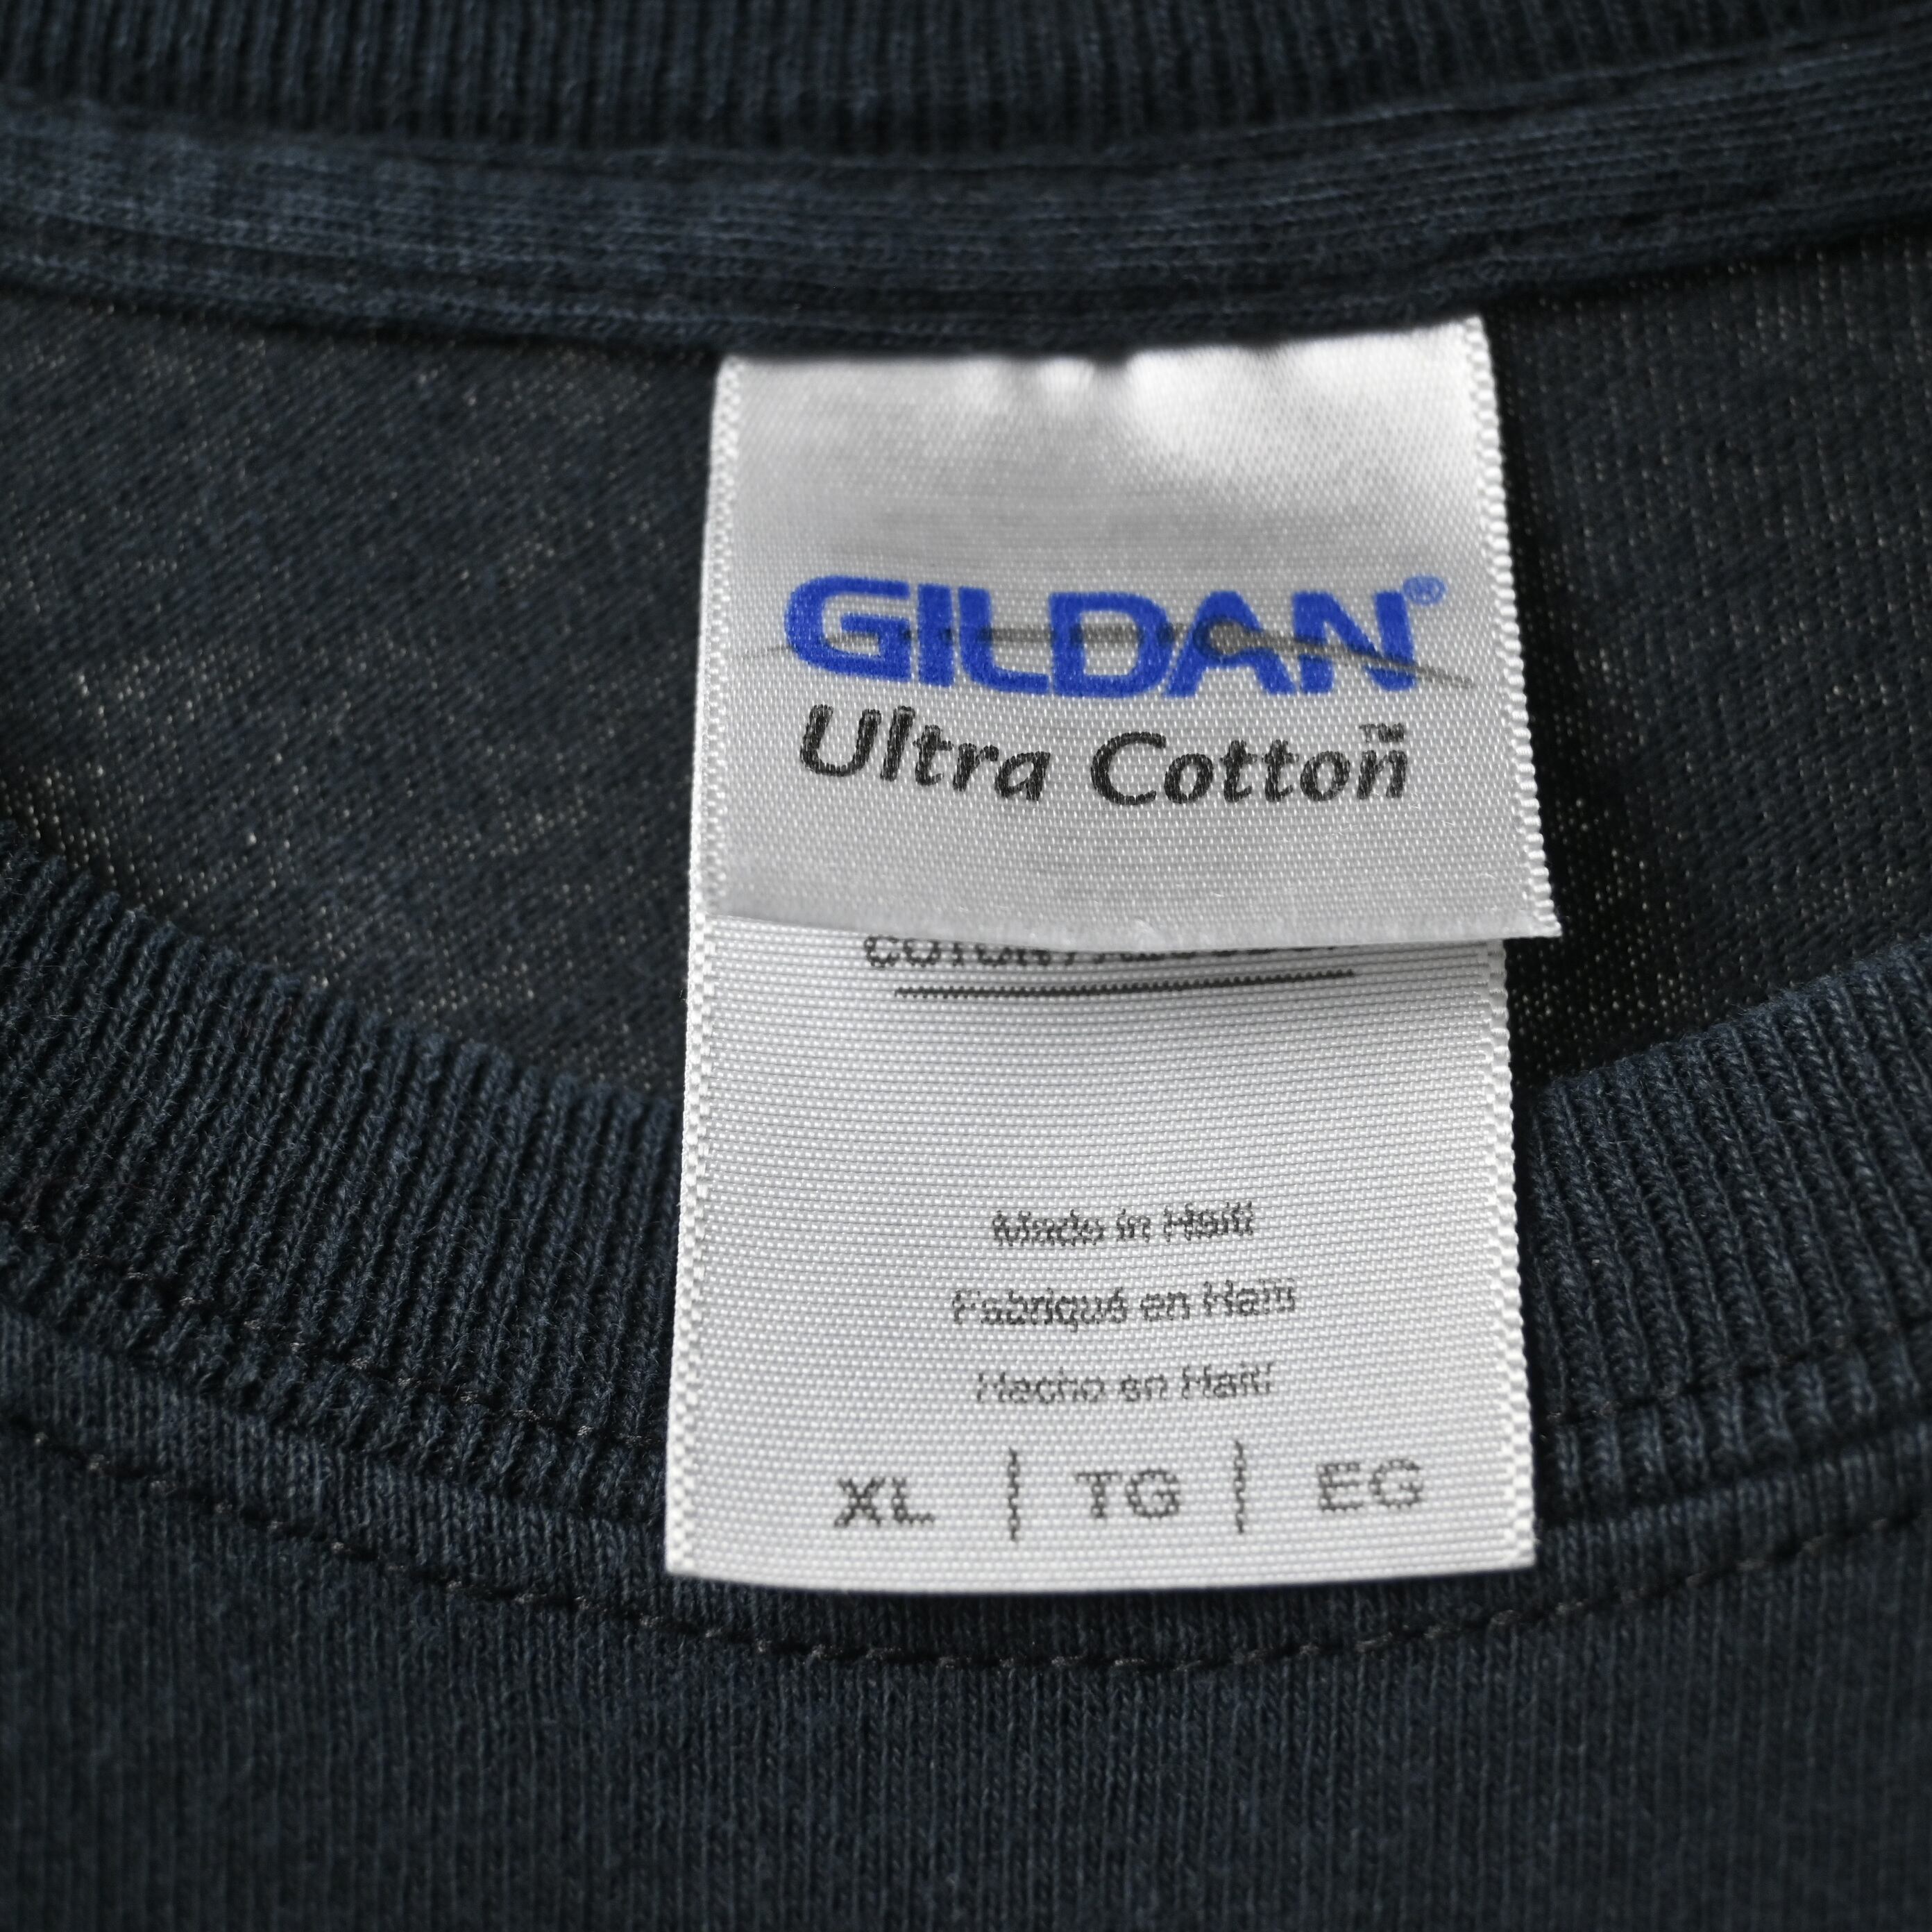 GILDAN®
Ultra Cotton™
Made in Haiti
Fabriqué en Haïti
Hecho en Haití
XL | TG | EG